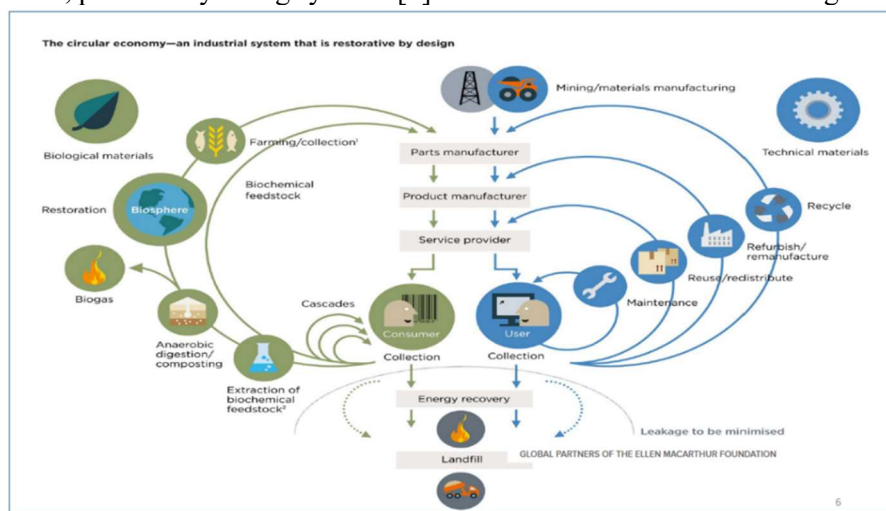 The circular economy—an industrial system that is restorative by design
Mining/materials manufacturing
Biological materials
Technical materials
Farming/collection¹
Parts manufacturer
Biochemical
feedstock
Product manufacturer
Restoration
Biosphere
Recycle
Service provider
Refurbish/
remanufacture
Reuse/redistribute
Biogas
Cascades
Maintenance
Consumer
User
Anaerobic
digestion/
composting
Collection
Collection
Extraction of
biochemical
feedstock²
Energy recovery
Leakage to be minimised
Landfill
GLOBAL PARTNERS OF THE ELLEN MACARTHUR FOUNDATION
6